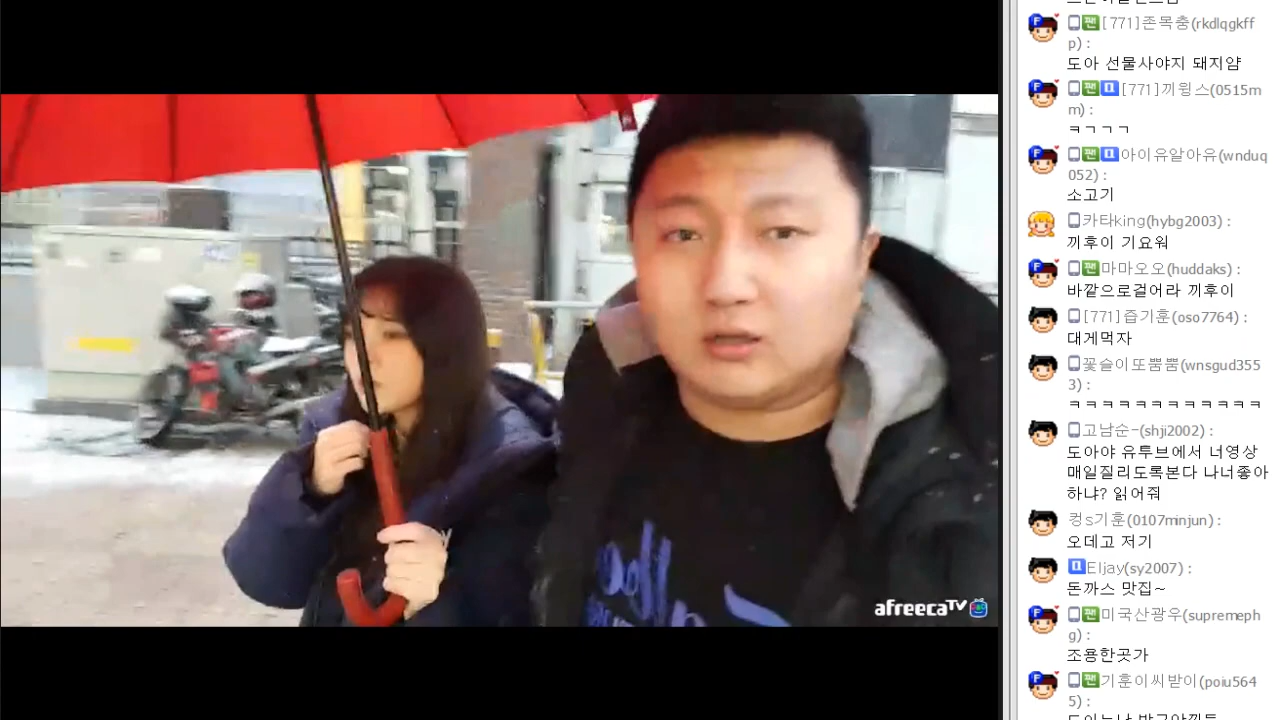 [771]존목충(rkdlqgkff
p) :
도아 선물사야지 돼지얌
[771]끼윙스(0515m
m) :
ㅋㄱㄱㄱ
아이유알아유(wnduq
052) :
소고기
카타king(hybg2003) :
끼후이 기요워
마마오오(huddaks) :
바깥으로걸어라 끼후이
[771]즙기훈(oso7764) :
대게먹자
꽃슬이또뿜뿜(wnsgud355
3) :
ㅋㅋㅋㅋㅋㅋㅋㅋㅋㅋㅋㅋ
고남순-(shji2002) :
도아야 유투브에서 너영상
매일질리도록본다 나너좋아
하냐? 읽어줘
컹s기훈(0107minjun) :
오데고 저기
Eljay(sy2007) :
돈까스 맛집~
미국산광우(supremeph
g) :
조용한곳가
기훈이씨받이(poiu564
5) :
afreecaTV